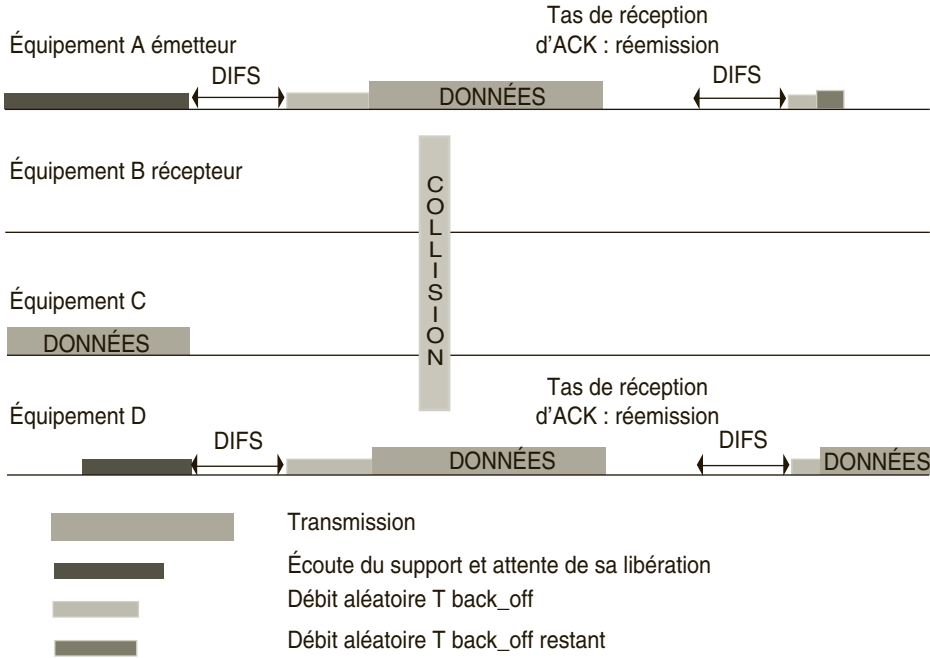 Tas de réception
d'ACK : réemission
Équipement A émetteur
DIFS
DIFS
DONNÉES
Équipement B récepteur
COLLISION
Équipement C
DONNÉES
Tas de réception
d'ACK : réemission
Équipement D
DIFS
DIFS
DONNÉES
DONNÉES
Transmission
Écoute du support et attente de sa libération
Débit aléatoire T back_off
Débit aléatoire T back_off restant